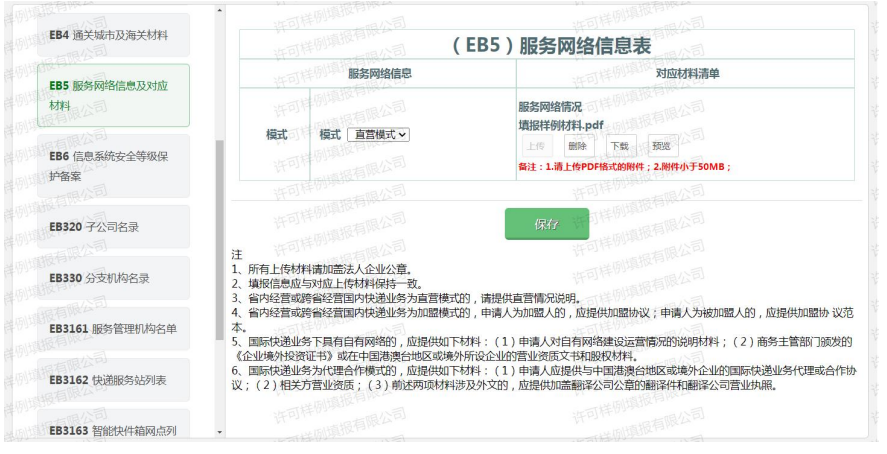 EB4 通关城市及海关材料
EB5 服务网络信息及对应
材料
EB6 信息系统安全等级保
护备案
EB320 子公司名录
EB330 分支机构名录
EB3161 服务管理机构名单
EB3162 快递服务站列表
EB3163 智能快件箱网点列
（EB5）服务网络信息表
服务网络信息 对应材料清单
模式 模式 直营模式
服务网络情况
填报样例材料.pdf
上传 删除 下载 预览
备注：1.请上传PDF格式的附件；2.附件小于50MB；
保存
注
1、所有上传材料请加盖法人企业公章。
2、填报信息应与对应上传材料保持一致。
3、省内经营或跨省经营国内快递业务为直营模式的，请提供直营情况说明。
4、省内经营或跨省经营国内快递业务为加盟模式的，申请人为加盟人的，应提供加盟协议；申请人为被加盟人的，应提供加盟协 议范
本。
5、国际快递业务下具有自有网络的，应提供如下材料：（1）申请人对自有网络建设运营情况的说明材料；（2）商务主管部门颁发的
《企业境外投资证书》或在中国港澳台地区或境外所设企业的营业资质文书和股权材料。
6、国际快递业务为代理合作模式的，应提供如下材料：（1）申请人应提供与中国港澳台地区或境外企业的国际快递业务代理或合作协
议；（2）相关方营业资质；（3）前述两项材料涉及外文的，应提供加盖翻译公司公章的翻译件和翻译公司营业执照。
许可样例填报有限公司